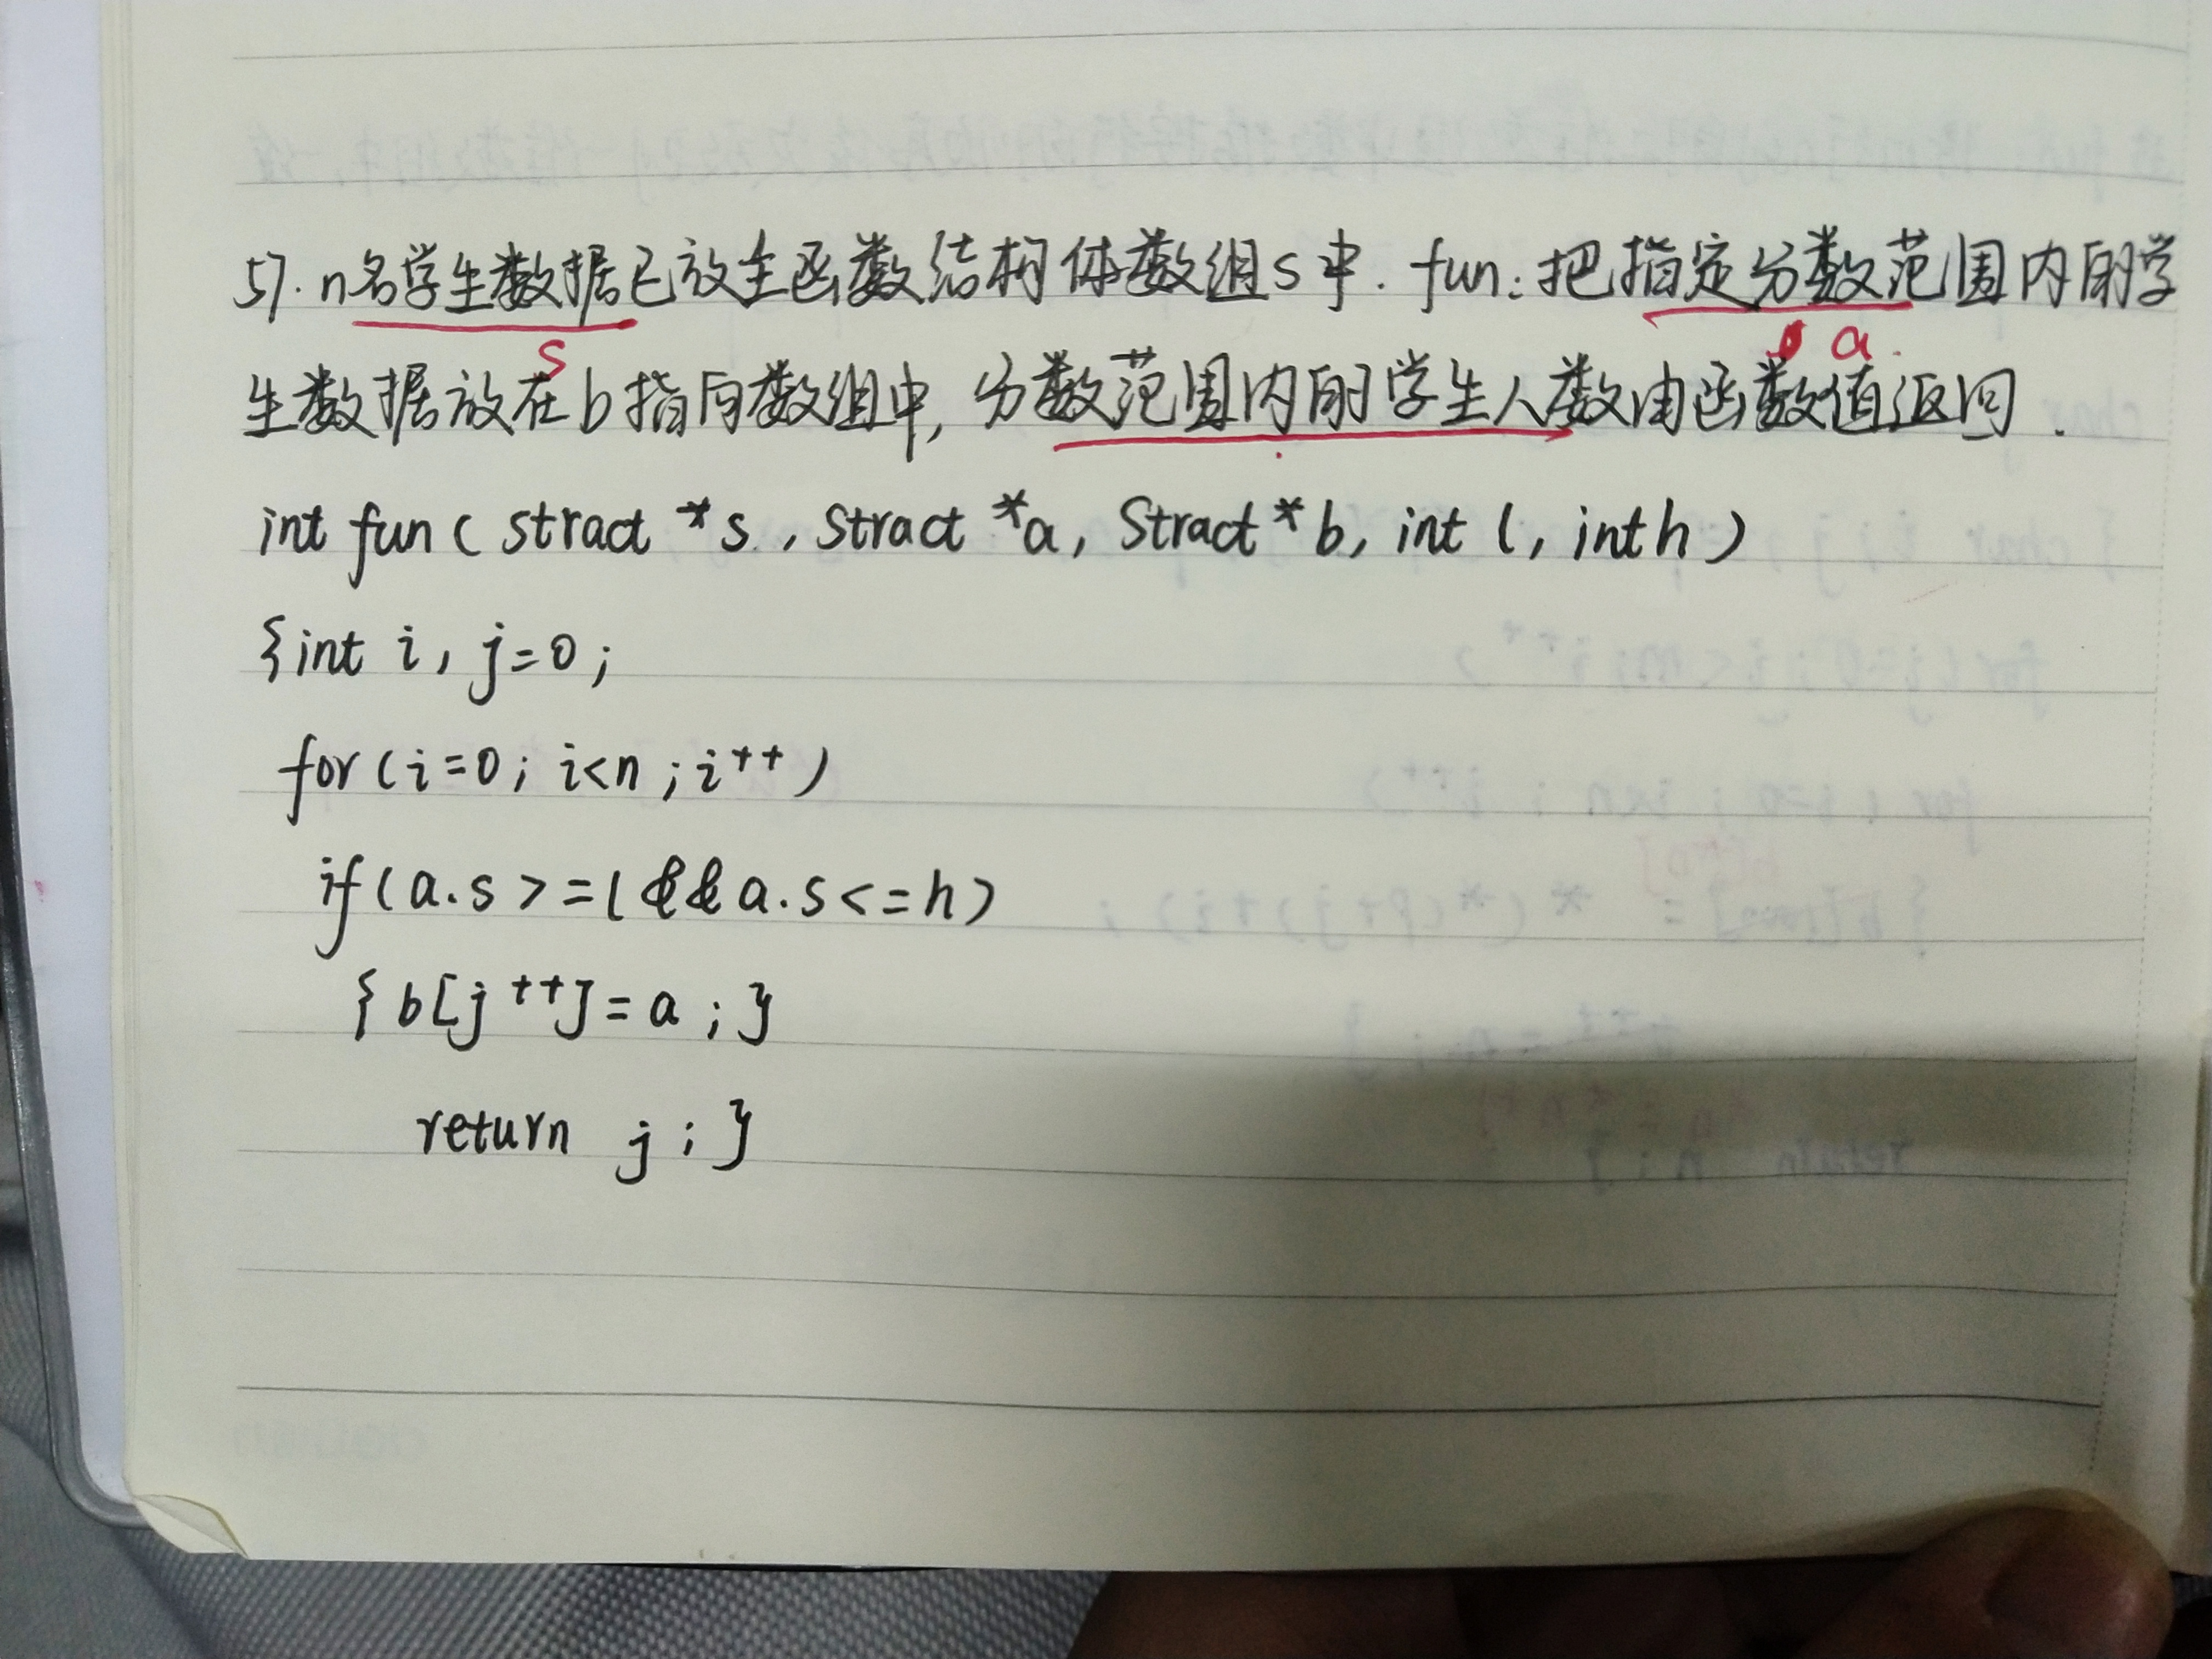 57. n名学生数据已放主函数结构体数组s中. fun: 把指定分数范围内的学
s
a.
生数据放在b指向数组中, 分数范围内的学生人数由函数值返回.
int fun ( stract *s, Stract *a, Stract *b, int l, int h )
{int i, j=0;
for(i=0; i<n; i++)
if(a.s>=l&&a.s<=h)
{b[j++]=a;}
return j;}